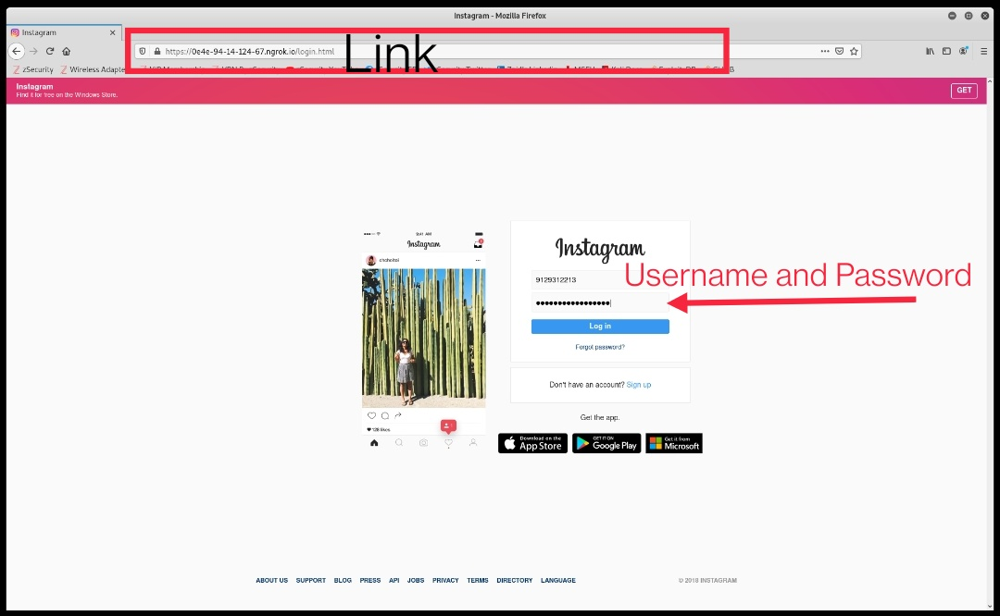 Instagram - Mozilla Firefox
Instagram
https://0e4e-94-14-124-67.ngrok.io/login.html
Link
zSecurity Wireless Adapte
Instagram
Find it for free on the Windows Store.
GET
9:41 AM
Instagram
Instagram
9129312213
Username and Password
•••••••••••••••••
Log in
Forgot password?
Don't have an account? Sign up
128 likes
Get the app.
Download on the
App Store
GET IT ON
Google Play
Get it from
Microsoft
ABOUT US SUPPORT BLOG PRESS API JOBS PRIVACY TERMS DIRECTORY LANGUAGE
© 2018 INSTAGRAM